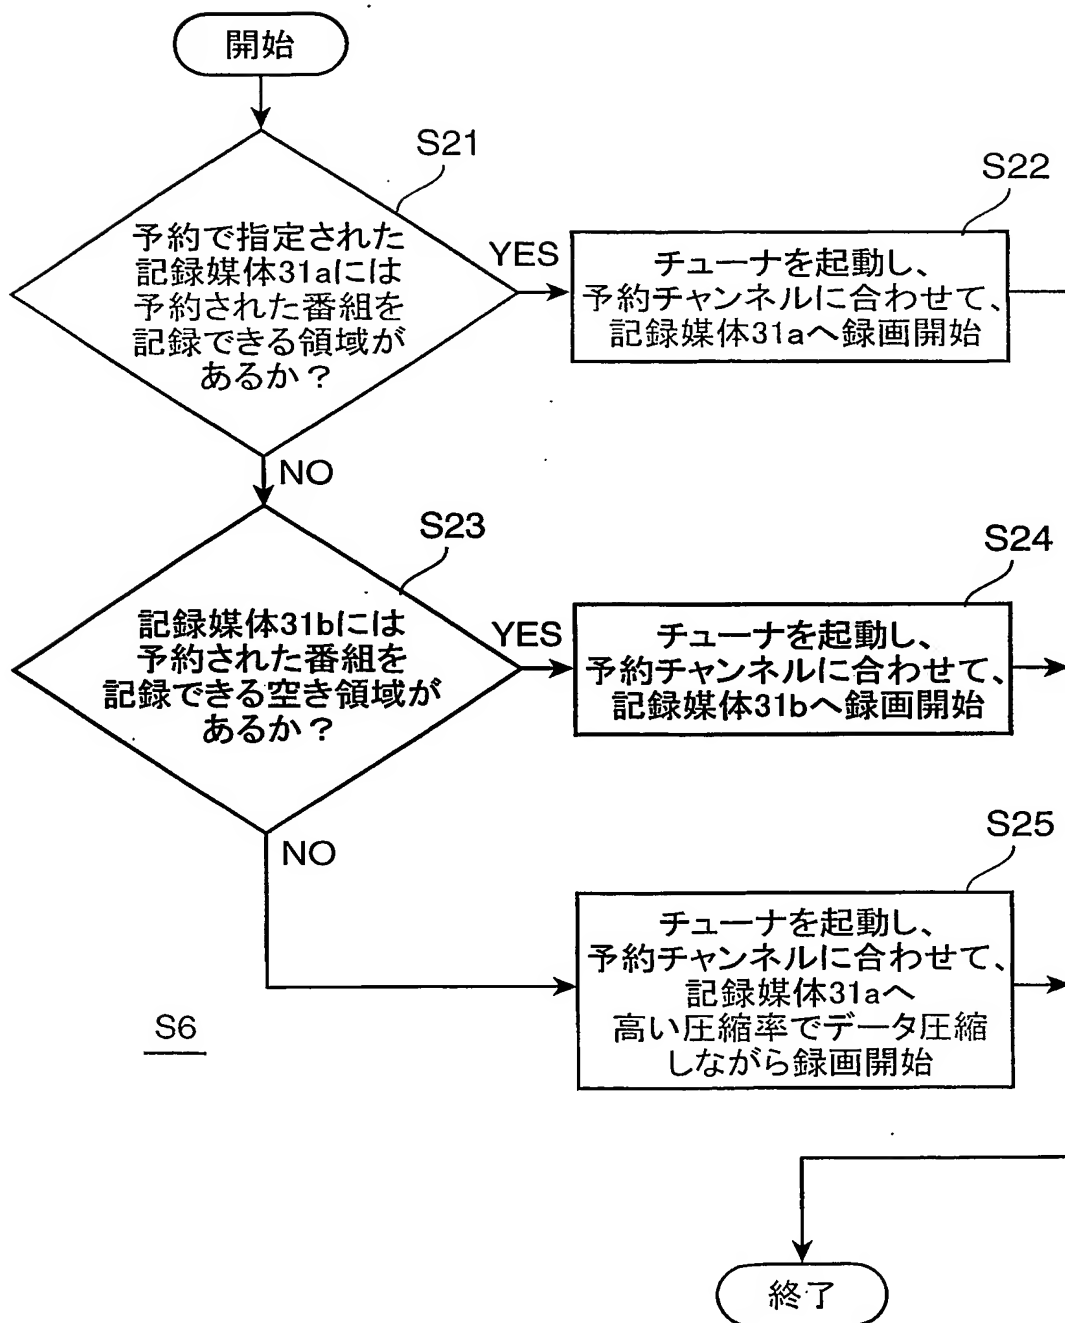 開始
S21
予約で指定された
記録媒体31aには
予約された番組を
記録できる領域が
あるか？
YES
S22
チューナを起動し、
予約チャンネルに合わせて、
記録媒体31aへ録画開始
NO
S23
記録媒体31bには
予約された番組を
記録できる空き領域が
あるか？
YES
S24
チューナを起動し、
予約チャンネルに合わせて、
記録媒体31bへ録画開始
NO
S25
チューナを起動し、
予約チャンネルに合わせて、
記録媒体31aへ
高い圧縮率でデータ圧縮
しながら録画開始
S6
終了